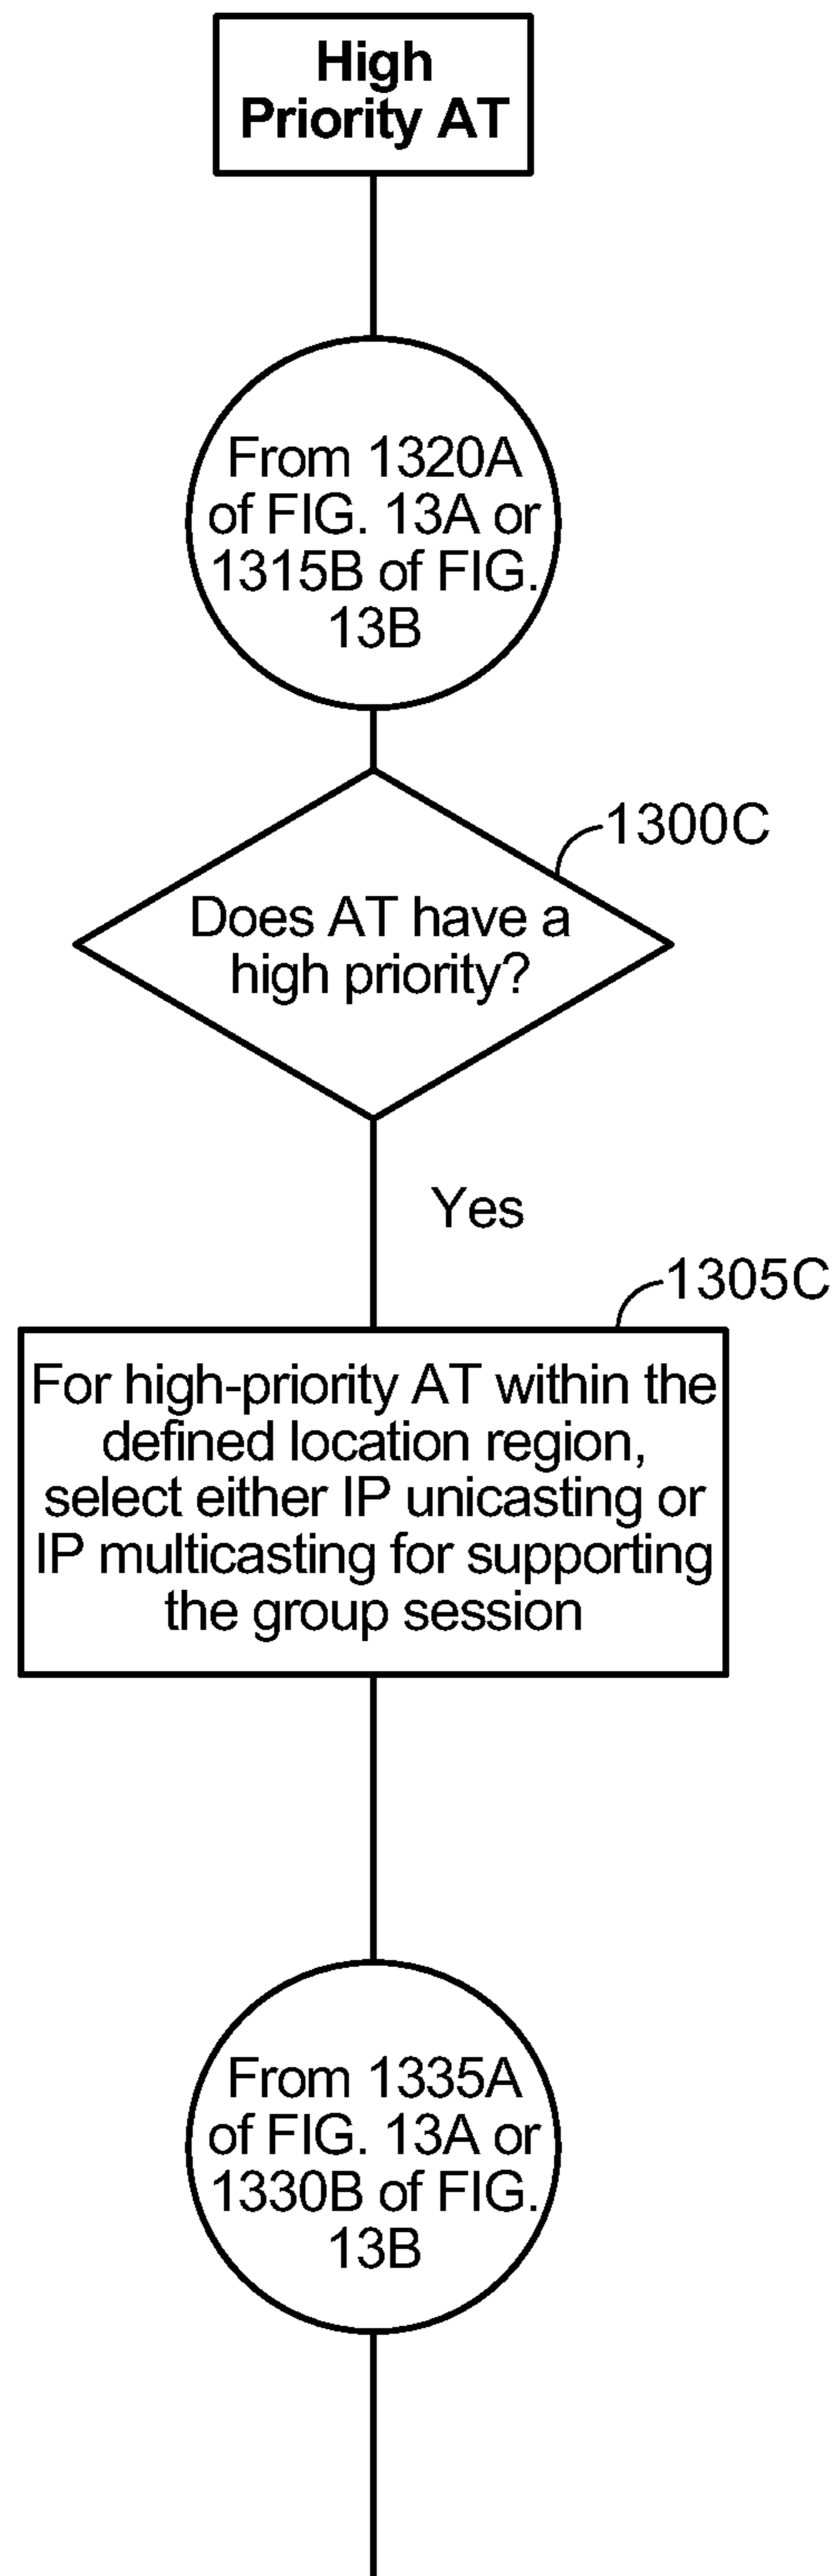 High
Priority AT
From 1320A
of FIG. 13A or
1315B of FIG.
13B
1300C
Does AT have a
high priority?
Yes
1305C
For high-priority AT within the
defined location region,
select either IP unicasting or
IP multicasting for supporting
the group session
From 1335A
of FIG. 13A or
1330B of FIG.
13B